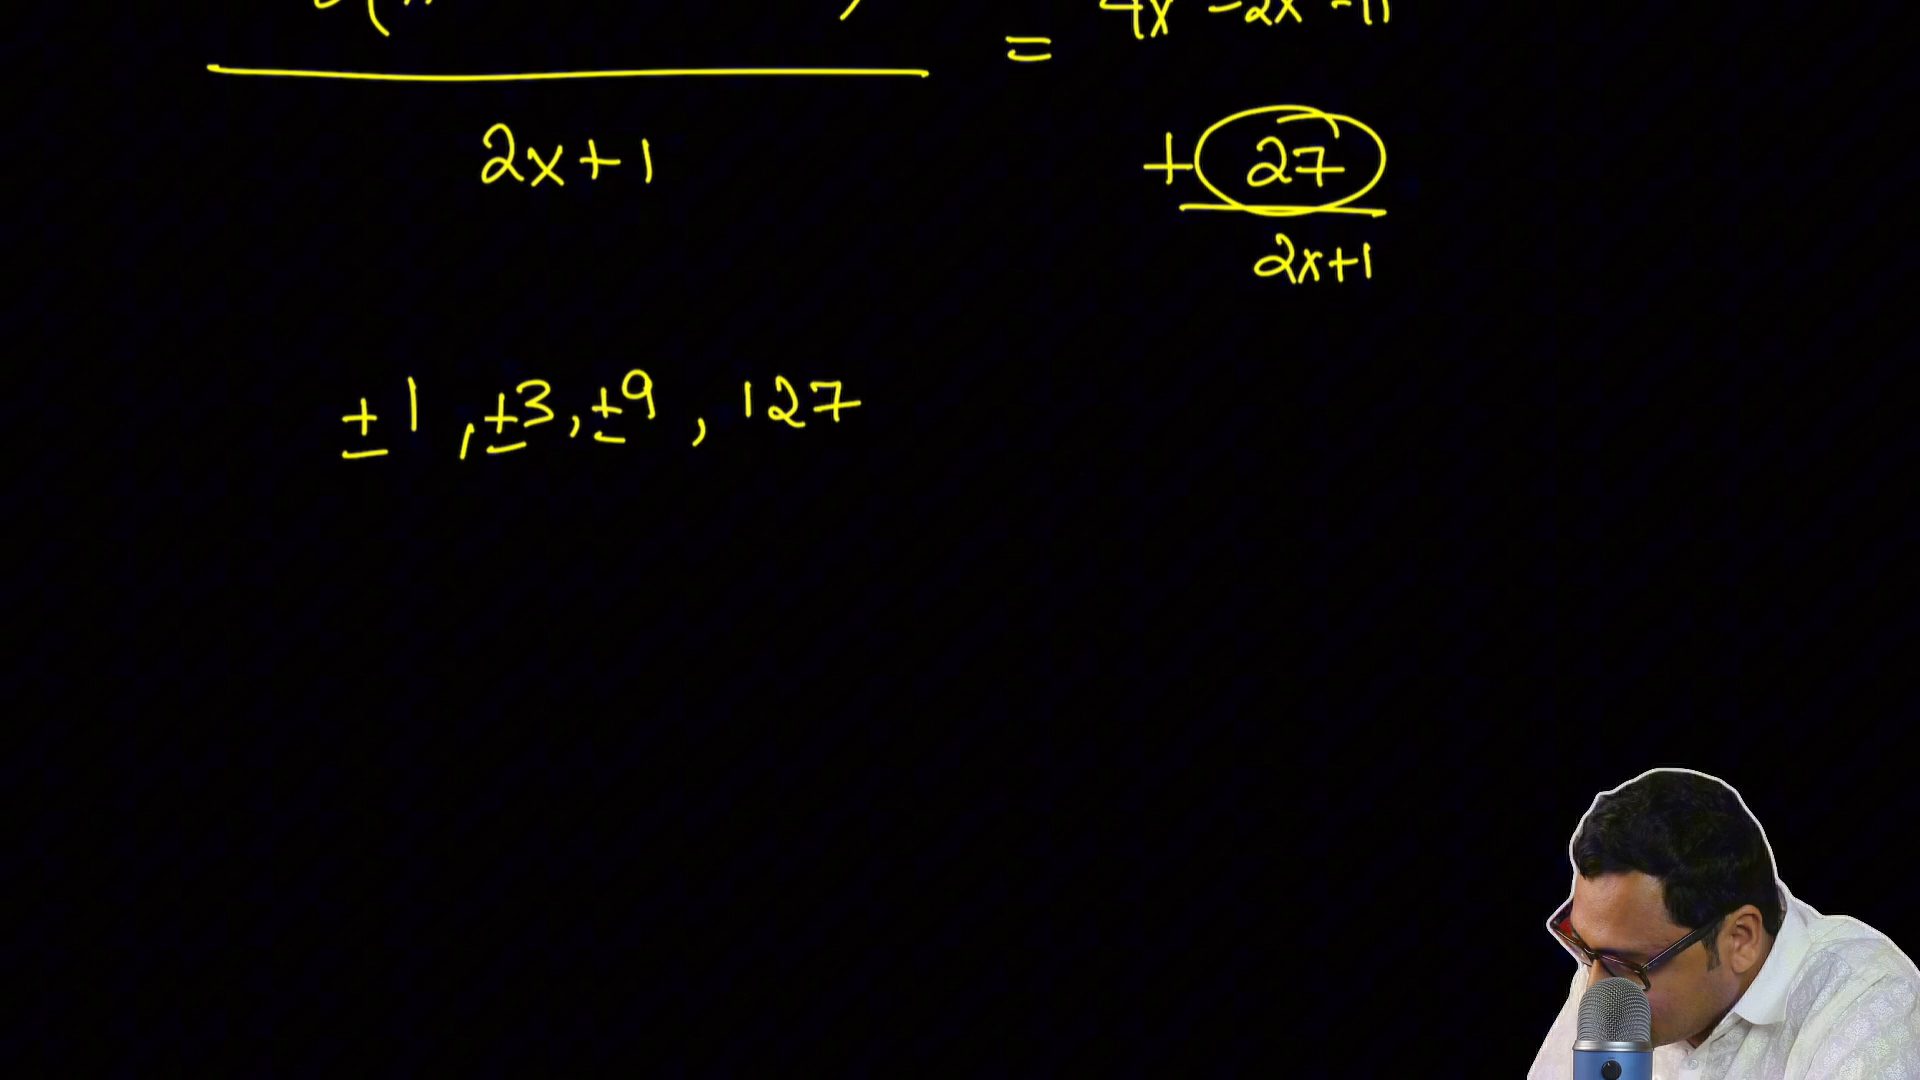 = 4x - 2x - 11
2x+1
+ 27
2x+1
±1, ±3, ±9, 127